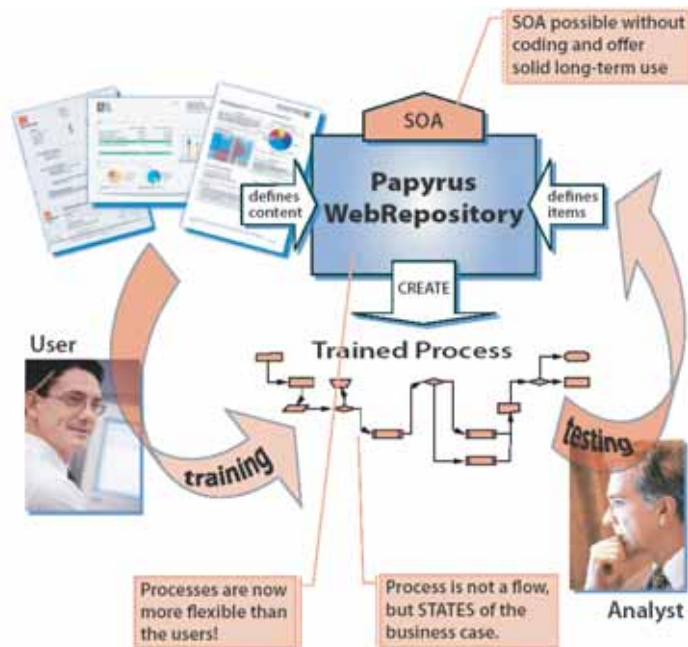 SOA possible without
coding and offer
solid long-term use
SOA
Papyrus
WebRepository
defines
content
defines
items
CREATE
Trained Process
User
training
testing
Processes are now
more flexible than
the users!
Process is not a flow,
but STATES of the
business case.
Analyst